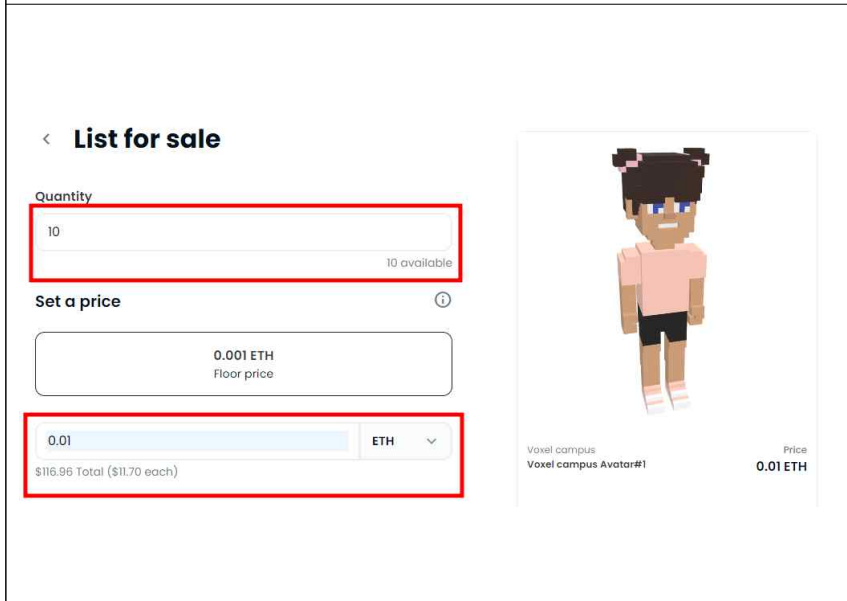 List for sale
Quantity
10
10 available
Set a price
0.001 ETH
Floor price
0.01 ETH
$116.96 Total ($11.70 each)
Voxel campus Price
Voxel campus Avatar#1 0.01 ETH